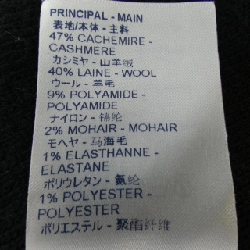 PRINCIPAL - MAIN
表地/本体 - 主料
47% CACHEMIRE -
CASHMERE
カシミヤ - 山羊绒
40% LAINE - WOOL
ウール - 羊毛
9% POLYAMIDE -
POLYAMIDE
ナイロン - 锦纶
2% MOHAIR - MOHAIR
モヘヤ - 马海毛
1% ELASTHANNE -
ELASTANE
ポリウレタン - 氨纶
1% POLYESTER -
POLYESTER
ポリエステル - 聚酯纤维